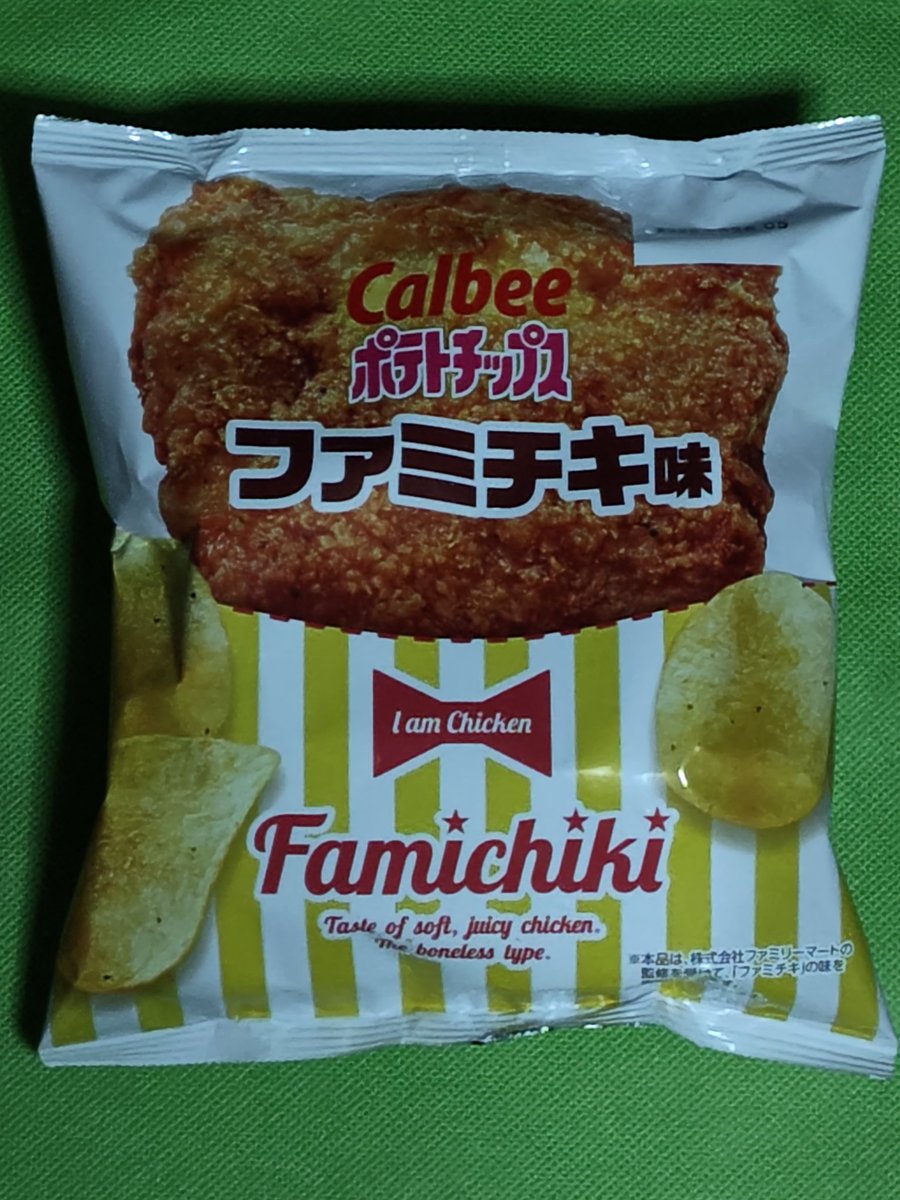 Calbee
ポテトチップス
ファミチキ味
I am Chicken
Famichiki
Taste of soft, juicy chicken.
The boneless type.
※本品は、株式会社ファミリーマートの
監修を受けて、「ファミチキ」の味を